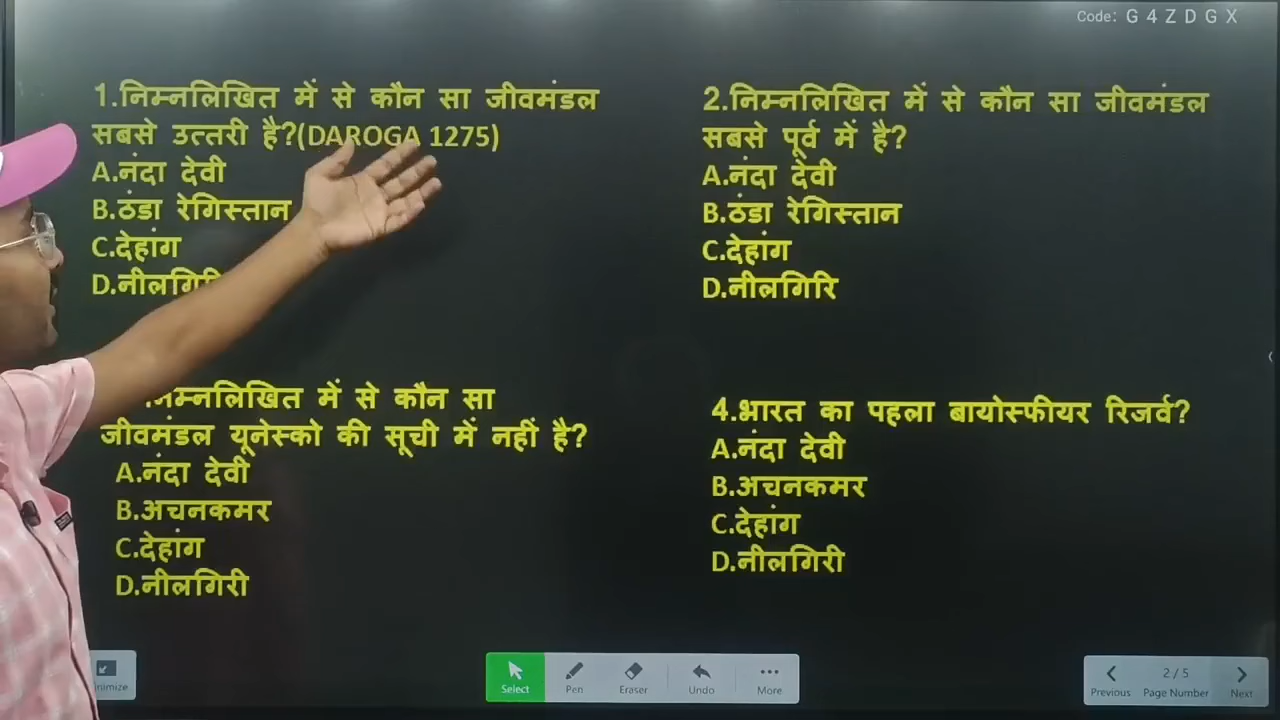 Code: G 4 Z D G X
1.निम्नलिखित में से कौन सा जीवमंडल
सबसे उत्तरी है?(DAROGA 1275)
A.नंदा देवी
B.ठंडा रेगिस्तान
C.देहांग
D.नीलगिरि
2.निम्नलिखित में से कौन सा जीवमंडल
सबसे पूर्व में है?
A.नंदा देवी
B.ठंडा रेगिस्तान
C.देहांग
D.नीलगिरि
निम्नलिखित में से कौन सा
जीवमंडल यूनेस्को की सूची में नहीं है?
A.नंदा देवी
B.अचनकमर
C.देहांग
D.नीलगिरी
4.भारत का पहला बायोस्फीयर रिजर्व?
A.नंदा देवी
B.अचनकमर
C.देहांग
D.नीलगिरी
Select
Pen
Eraser
Undo
More
Previous
2 / 5
Page Number
Next